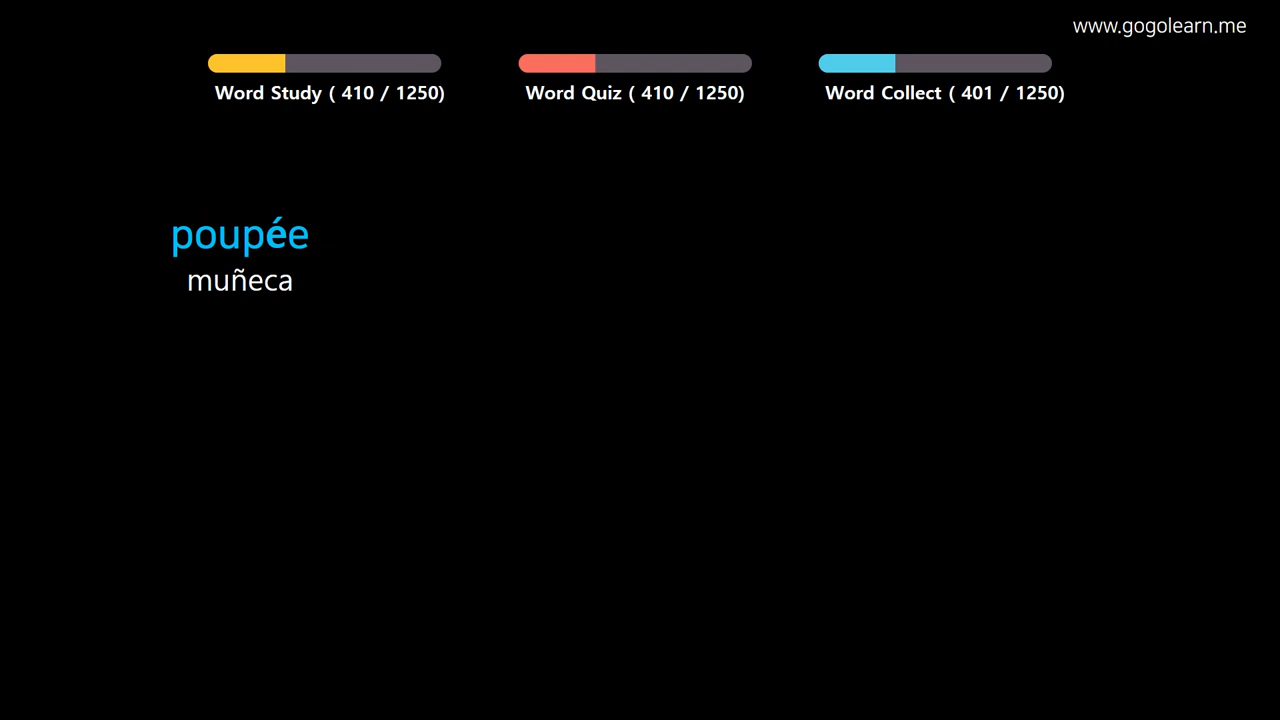 www.gogolearn.me
Word Study ( 410 / 1250)
Word Quiz ( 410 / 1250)
Word Collect ( 401 / 1250)
poupée
muñeca